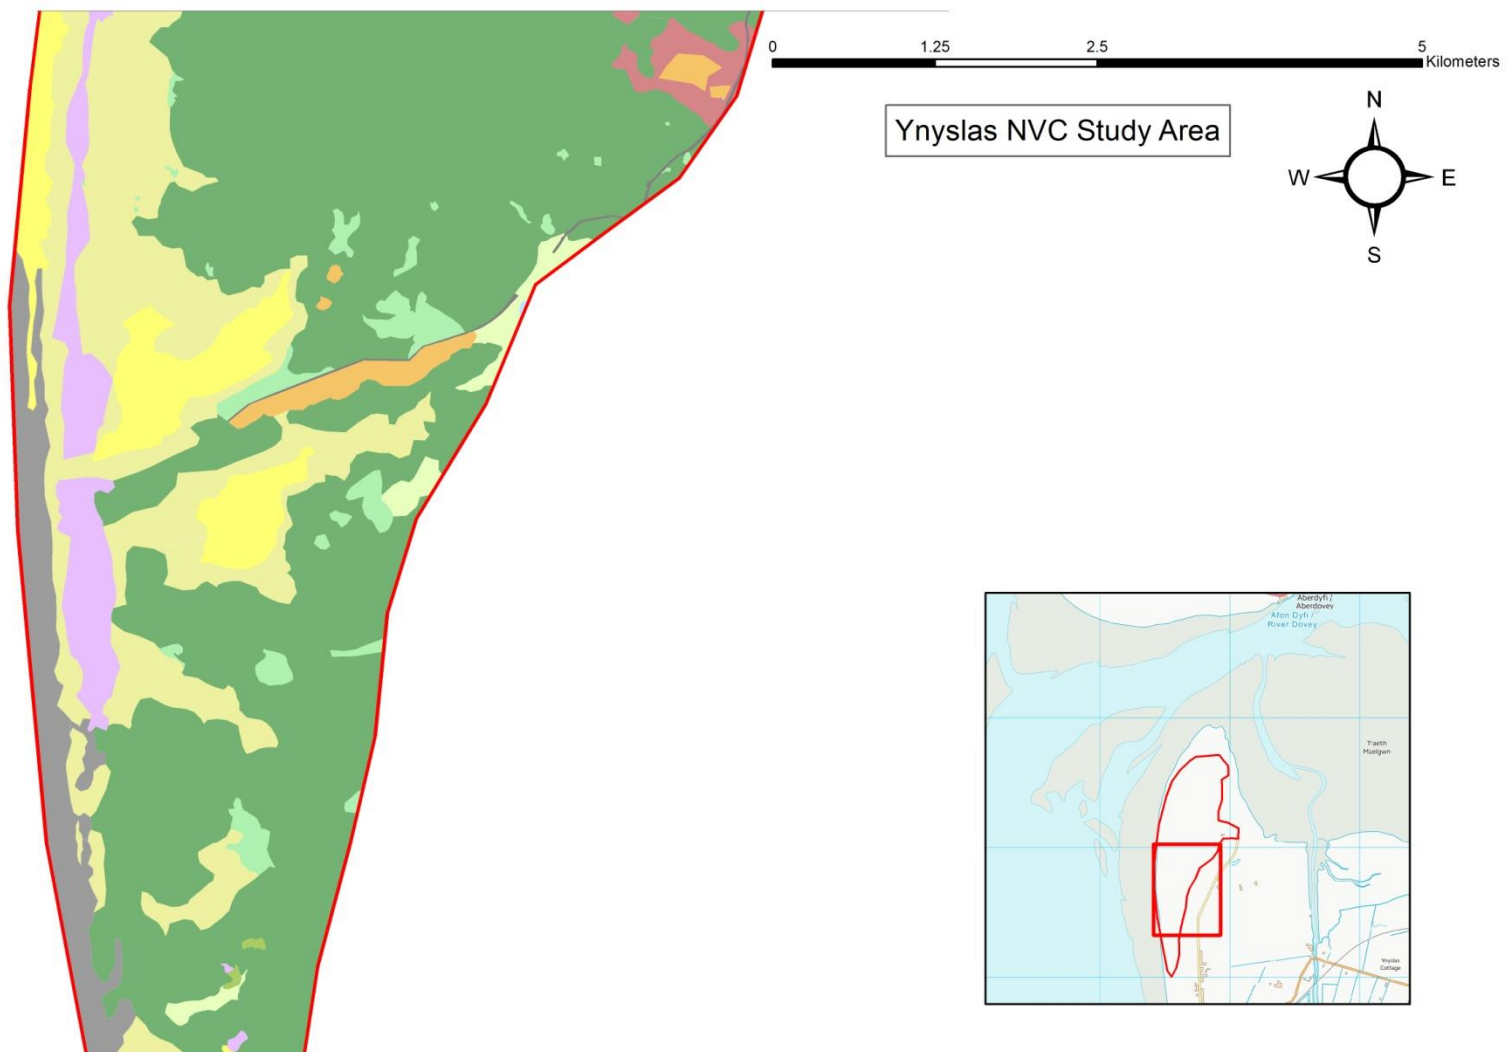 0 1.25 2.5 5
Kilometers
Ynyslas NVC Study Area
N
W E
S
Aberdyfi /
Aberdovey
Afon Dyfi /
River Dovey
Traeth
Maelgwn
Ynyslas
Cottage